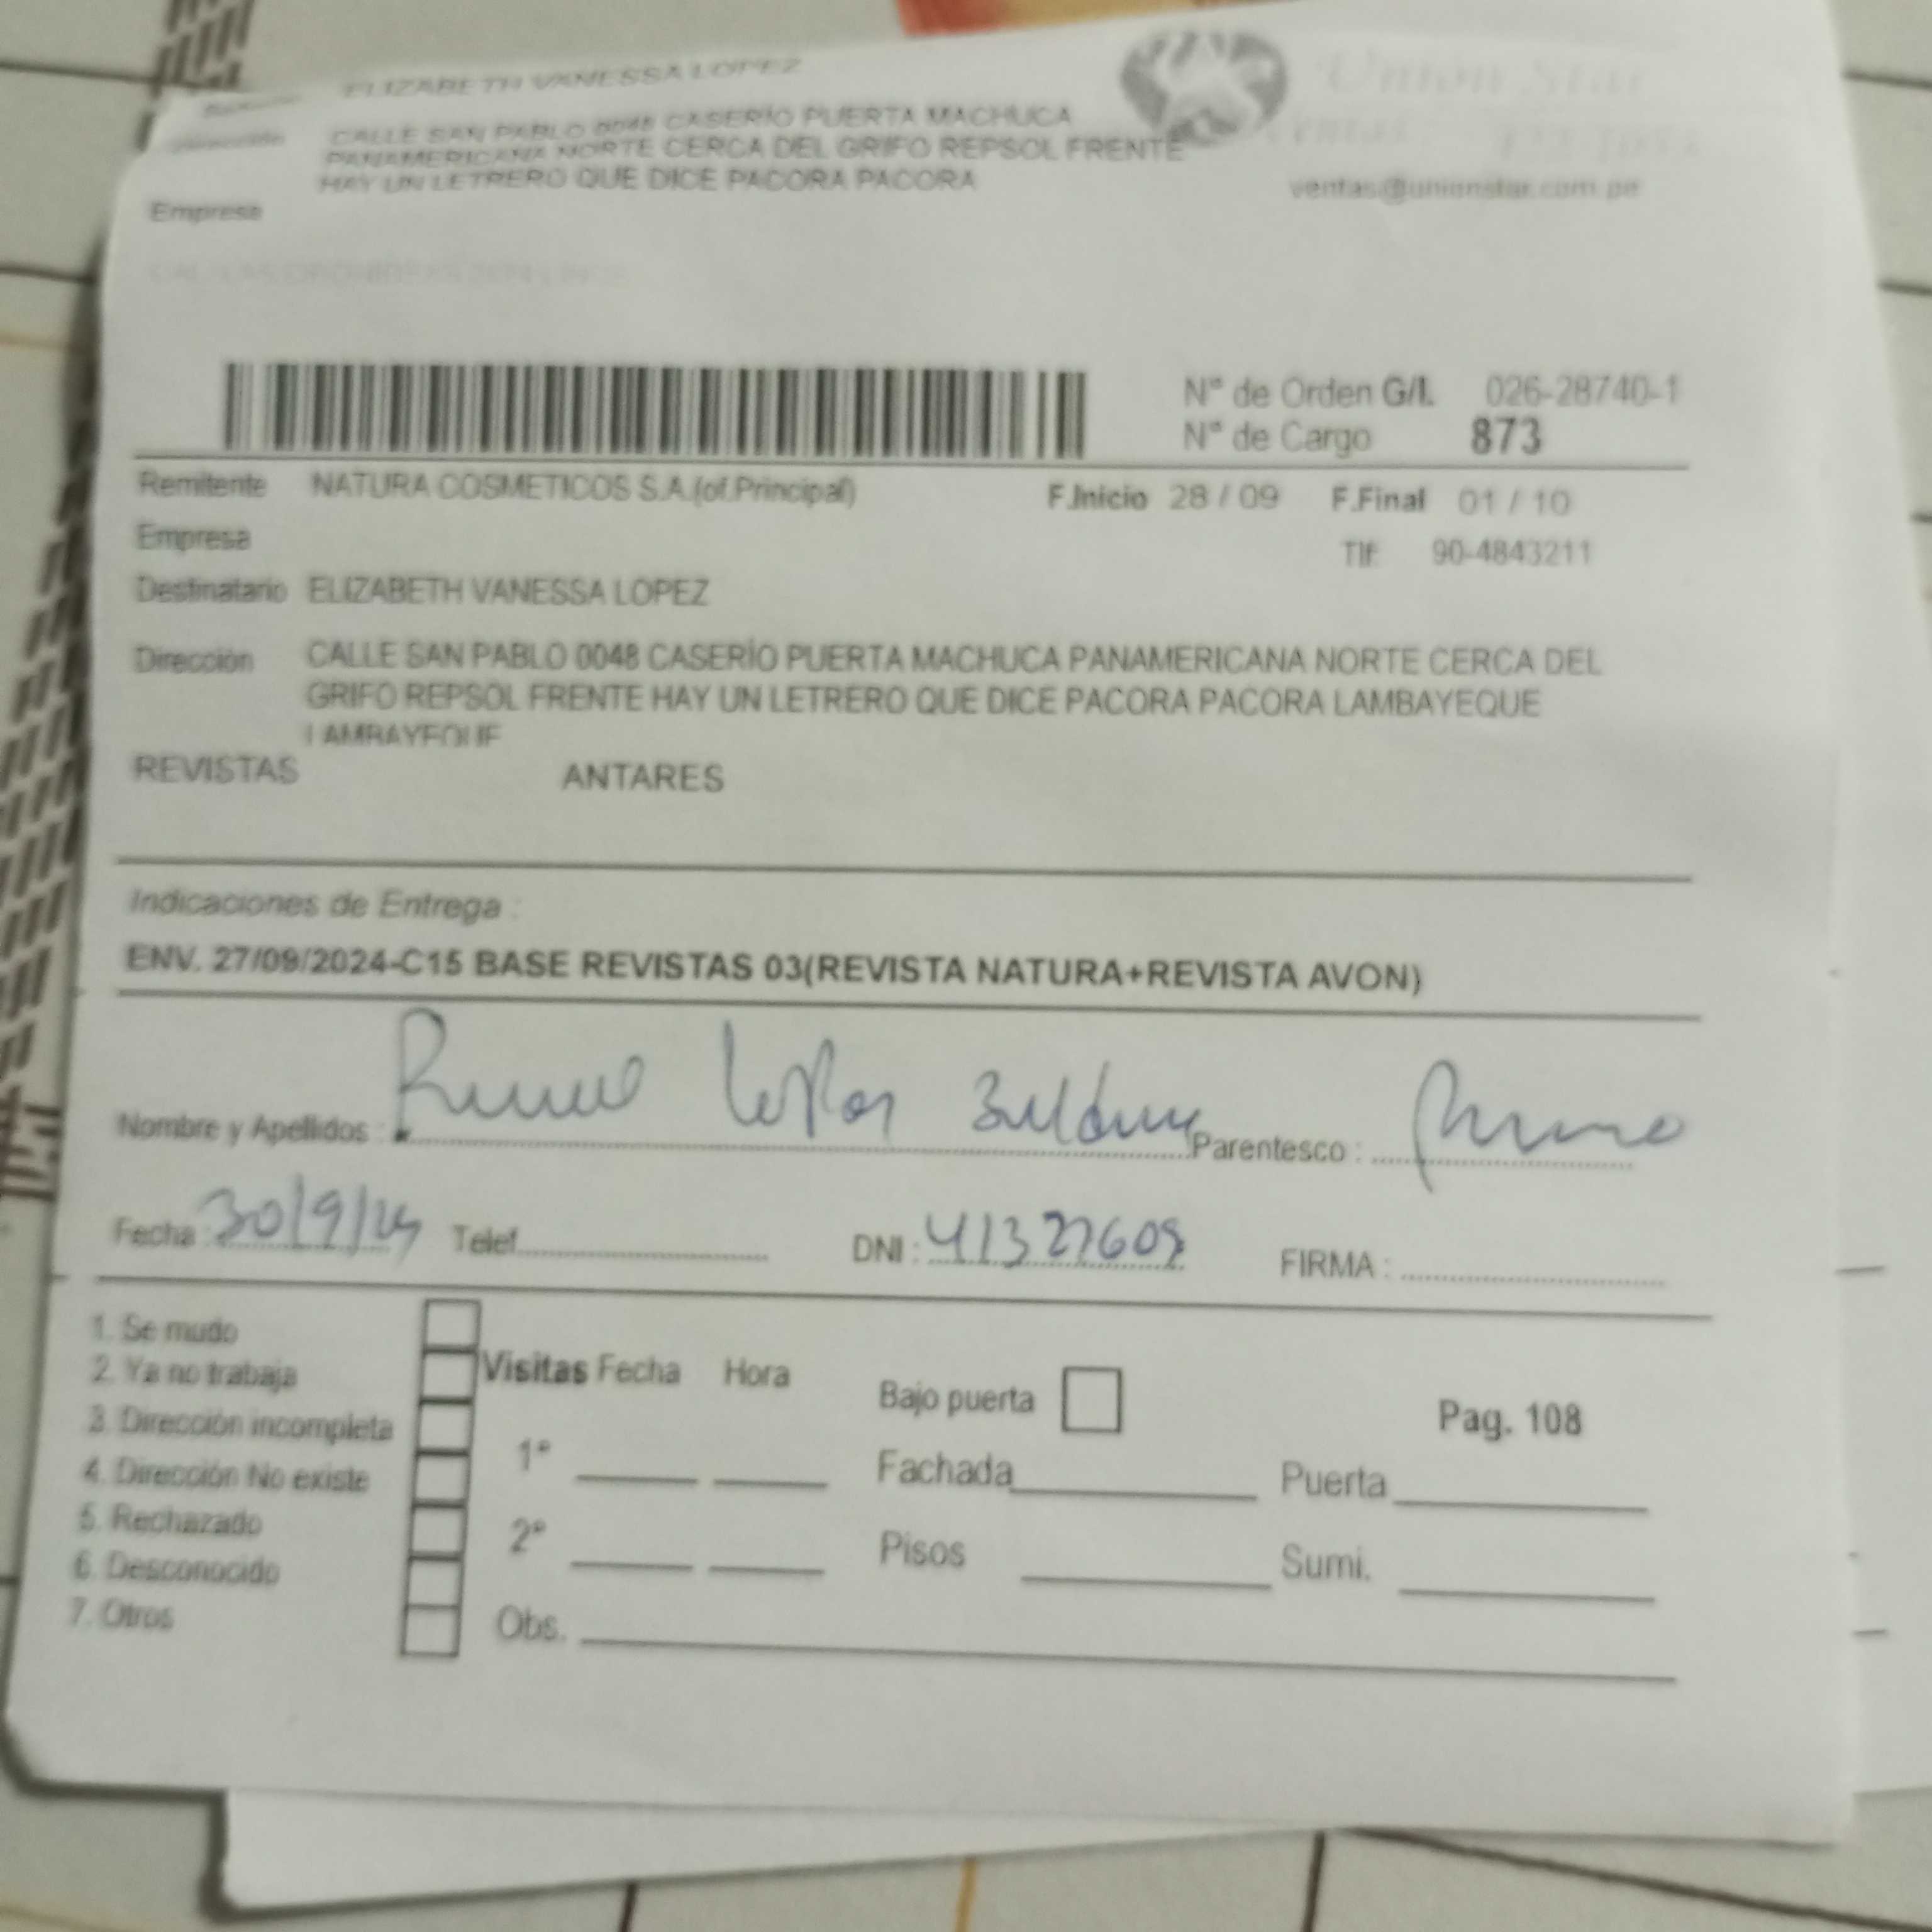 ELIZABETH VANESSA LOPEZ
Union Star
CALLE SAN PABLO 0048 CASERÍO PUERTA MACHUCA
PANAMERICANA NORTE CERCA DEL GRIFO REPSOL FRENTE
HAY UN LETRERO QUE DICE PACORA PACORA
ventas@unionstar.com.pe
Empresa
N° de Orden G/I. 026-28740-1
N° de Cargo 873
Remitente NATURA COSMETICOS S.A.(of.Principal) F.Inicio 28 / 09 F.Final 01 / 10
Empresa Tlf: 90-4843211
Destinatario ELIZABETH VANESSA LOPEZ
Dirección CALLE SAN PABLO 0048 CASERÍO PUERTA MACHUCA PANAMERICANA NORTE CERCA DEL
GRIFO REPSOL FRENTE HAY UN LETRERO QUE DICE PACORA PACORA LAMBAYEQUE
LAMBAYEQUE
REVISTAS ANTARES
Indicaciones de Entrega :
ENV. 27/09/2024-C15 BASE REVISTAS 03(REVISTA NATURA+REVISTA AVON)
Nombre y Apellidos : Parentesco :
Fecha : 30/9/24 Telef. DNI : 41327609 FIRMA :
1. Se mudo
2. Ya no trabaja
3. Dirección incompleta
4. Dirección No existe
5. Rechazado
6. Desconocido
7. Otros
Visitas Fecha Hora
1°
2°
Obs.
Bajo puerta Pag. 108
Fachada Puerta
Pisos Sumi.